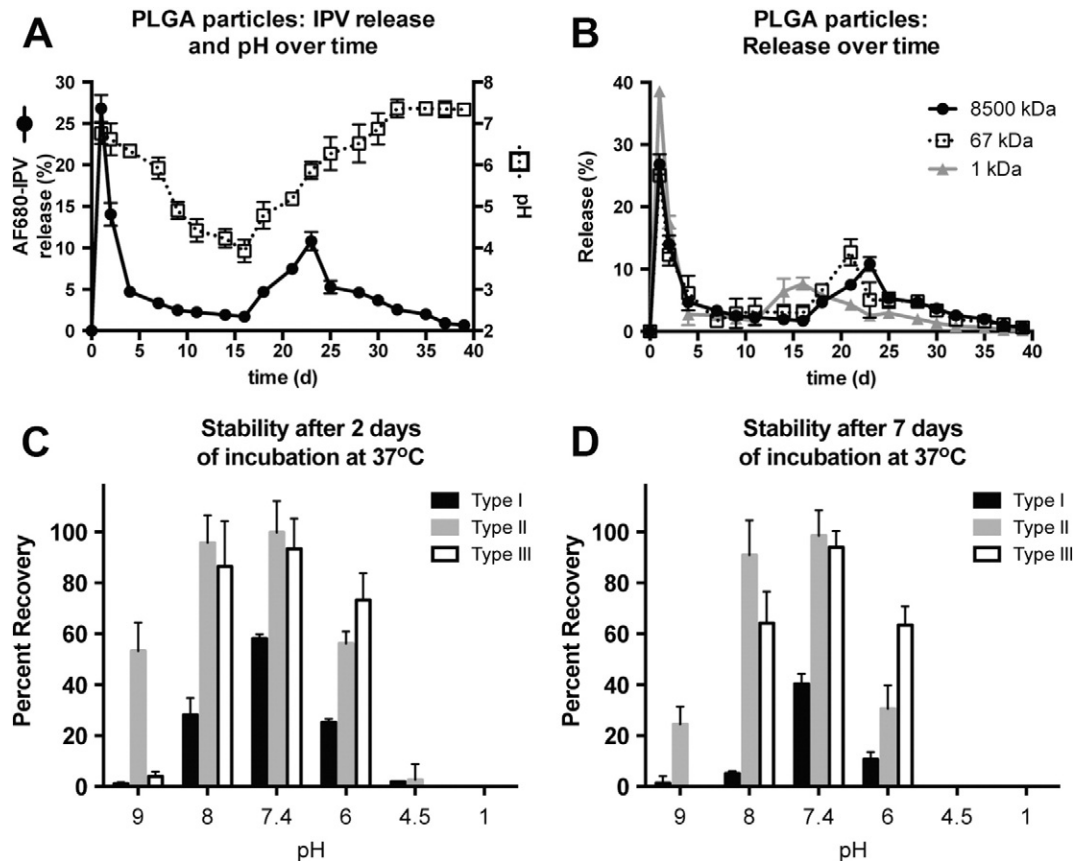 A
PLGA particles: IPV release
and pH over time
AF680-IPV
release (%)
30
25
20
15
10
5
0
8
7
6
5
4
3
2
pH
0 5 10 15 20 25 30 35 40
time (d)
B
PLGA particles:
Release over time
Release (%)
40
30
20
10
0
8500 kDa
67 kDa
1 kDa
0 5 10 15 20 25 30 35 40
time (d)
C
Stability after 2 days
of incubation at 37ºC
Percent Recovery
100
80
60
40
20
0
Type I
Type II
Type III
9 8 7.4 6 4.5 1
pH
D
Stability after 7 days
of incubation at 37ºC
Percent Recovery
100
80
60
40
20
0
Type I
Type II
Type III
9 8 7.4 6 4.5 1
pH